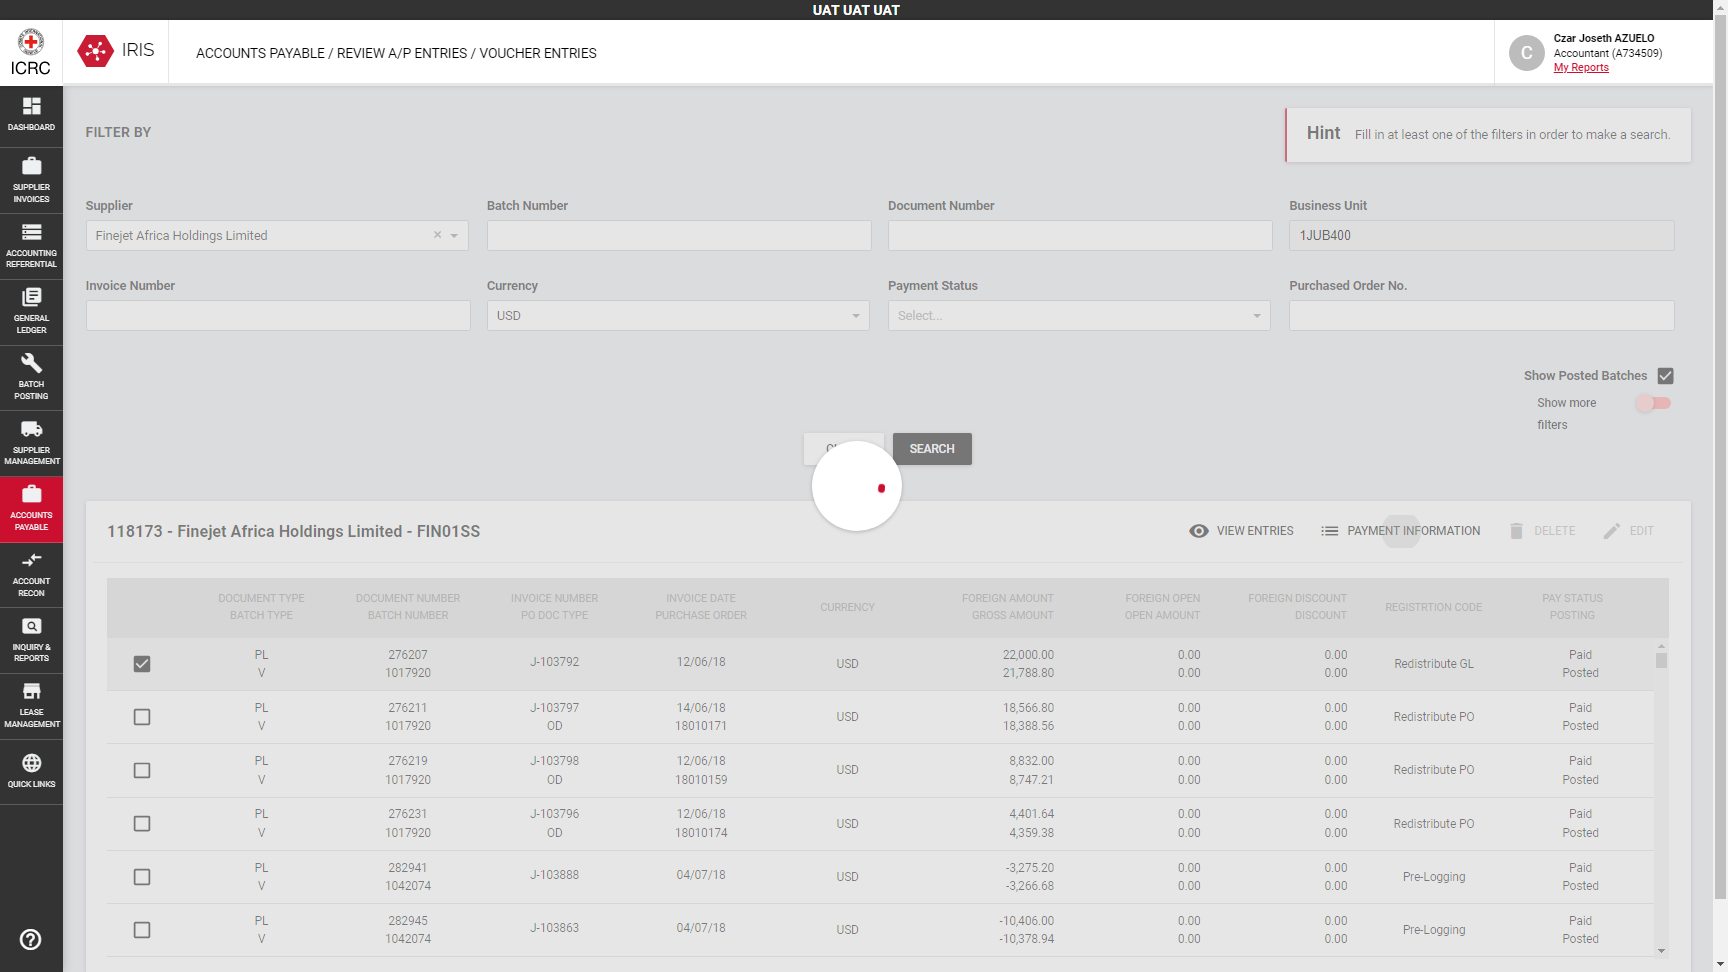 UAT UAT UAT
ICRC
IRIS
ACCOUNTS PAYABLE / REVIEW A/P ENTRIES / VOUCHER ENTRIES
C
Czar Joseth AZUELO
Accountant (A734509)
My Reports
DASHBOARD
SUPPLIER
INVOICES
ACCOUNTING
REFERENTIAL
GENERAL
LEDGER
BATCH
POSTING
SUPPLIER
MANAGEMENT
ACCOUNTS
PAYABLE
ACCOUNT
RECON
INQUIRY &
REPORTS
LEASE
MANAGEMENT
QUICK LINKS
FILTER BY
Hint Fill in at least one of the filters in order to make a search.
Supplier Batch Number Document Number Business Unit
Finejet Africa Holdings Limited 1JUB400
Invoice Number Currency Payment Status Purchased Order No.
USD Select...
Show Posted Batches
Show more
filters
SEARCH
118173 - Finejet Africa Holdings Limited - FIN01SS
VIEW ENTRIES PAYMENT INFORMATION DELETE EDIT
DOCUMENT TYPE DOCUMENT NUMBER INVOICE NUMBER INVOICE DATE CURRENCY FOREIGN AMOUNT FOREIGN OPEN FOREIGN DISCOUNT REGISTRTION CODE PAY STATUS
BATCH TYPE BATCH NUMBER PO DOC TYPE PURCHASE ORDER GROSS AMOUNT OPEN AMOUNT DISCOUNT POSTING
PL 276207 J-103792 12/06/18 USD 22,000.00 0.00 0.00 Redistribute GL Paid
V 1017920 21,788.80 0.00 0.00 Posted
PL 276211 J-103797 14/06/18 USD 18,566.80 0.00 0.00 Redistribute PO Paid
V 1017920 OD 18010171 18,388.56 0.00 0.00 Posted
PL 276219 J-103798 12/06/18 USD 8,832.00 0.00 0.00 Redistribute PO Paid
V 1017920 OD 18010159 8,747.21 0.00 0.00 Posted
PL 276231 J-103796 12/06/18 USD 4,401.64 0.00 0.00 Redistribute PO Paid
V 1017920 OD 18010174 4,359.38 0.00 0.00 Posted
PL 282941 J-103888 04/07/18 USD -3,275.20 0.00 0.00 Pre-Logging Paid
V 1042074 -3,266.68 0.00 0.00 Posted
PL 282945 J-103863 04/07/18 USD -10,406.00 0.00 0.00 Pre-Logging Paid
V 1042074 -10,378.94 0.00 0.00 Posted